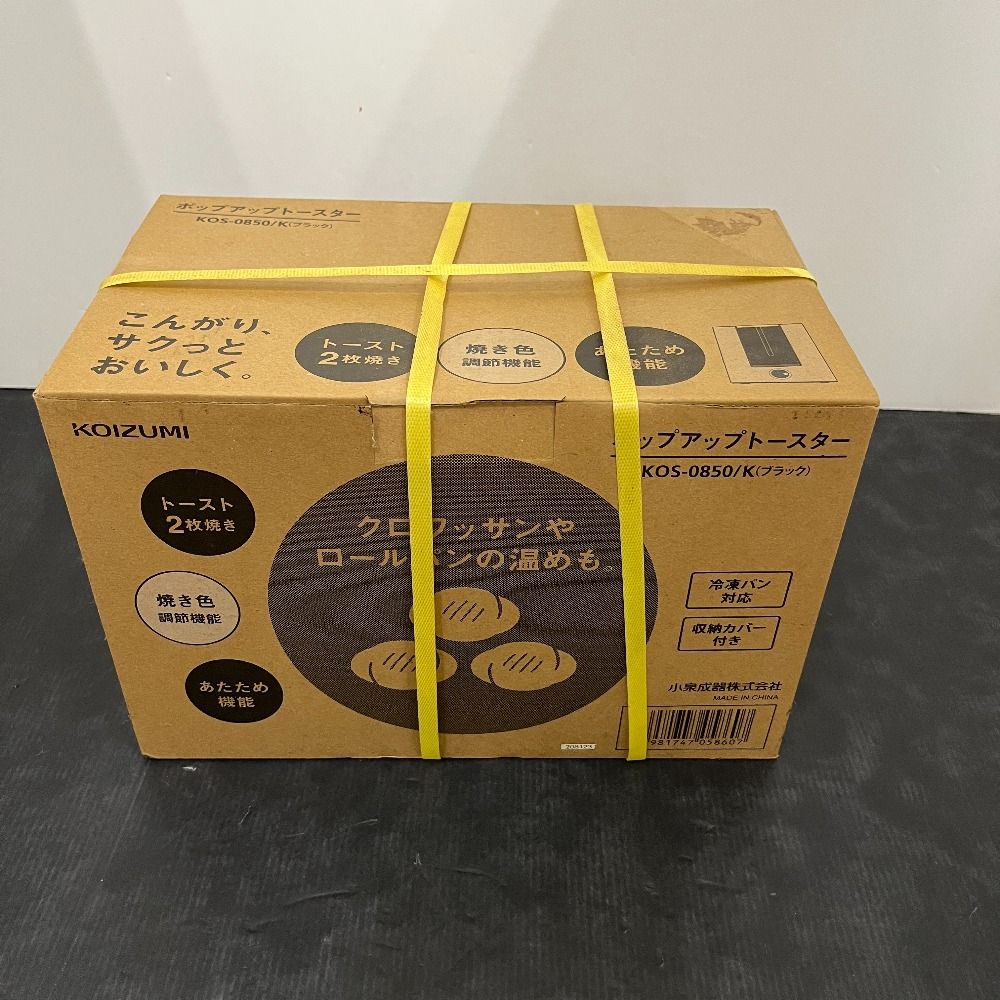 ポップアップトースター
KOS-0850/K(ブラック)
こんがり、
サクっと
おいしく。
トースト
2枚焼き
焼き色
調節機能
あたため
機能
KOIZUMI
トースト
2枚焼き
焼き色
調節機能
あたため
機能
クロワッサンや
ロールパンの温めも。
ポップアップトースター
KOS-0850/K(ブラック)
冷凍パン
対応
収納カバー
付き
小泉成器株式会社
MADE IN CHINA
981747 058607